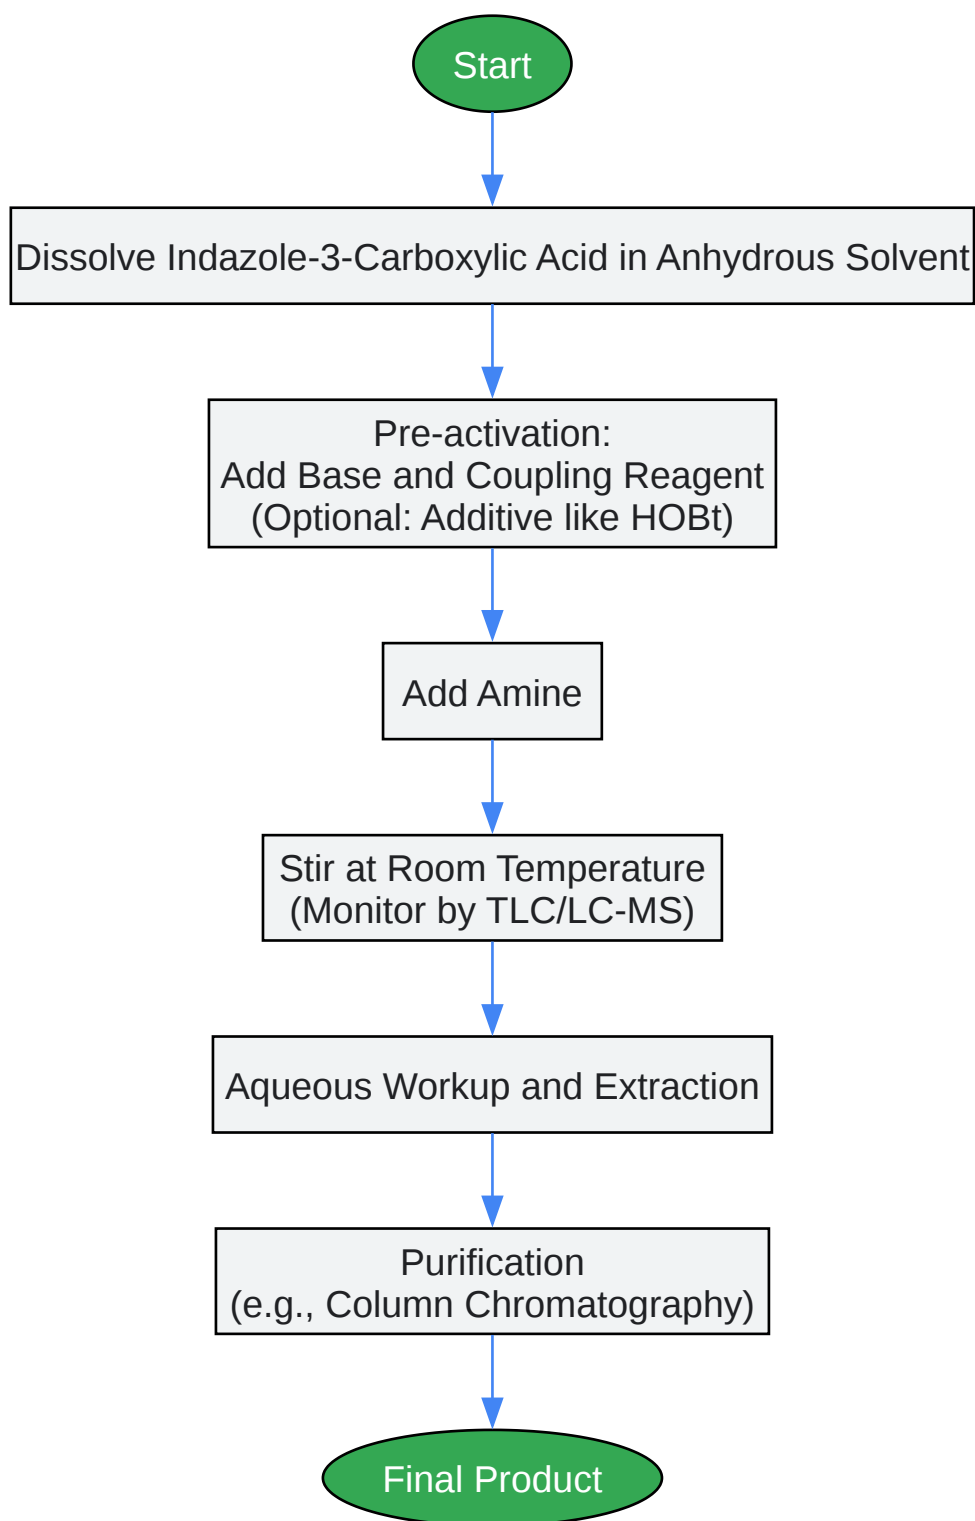 Start
Dissolve Indazole-3-Carboxylic Acid in Anhydrous Solvent
Pre-activation:
Add Base and Coupling Reagent
(Optional: Additive like HOBt)
Add Amine
Stir at Room Temperature
(Monitor by TLC/LC-MS)
Aqueous Workup and Extraction
Purification
(e.g., Column Chromatography)
Final Product